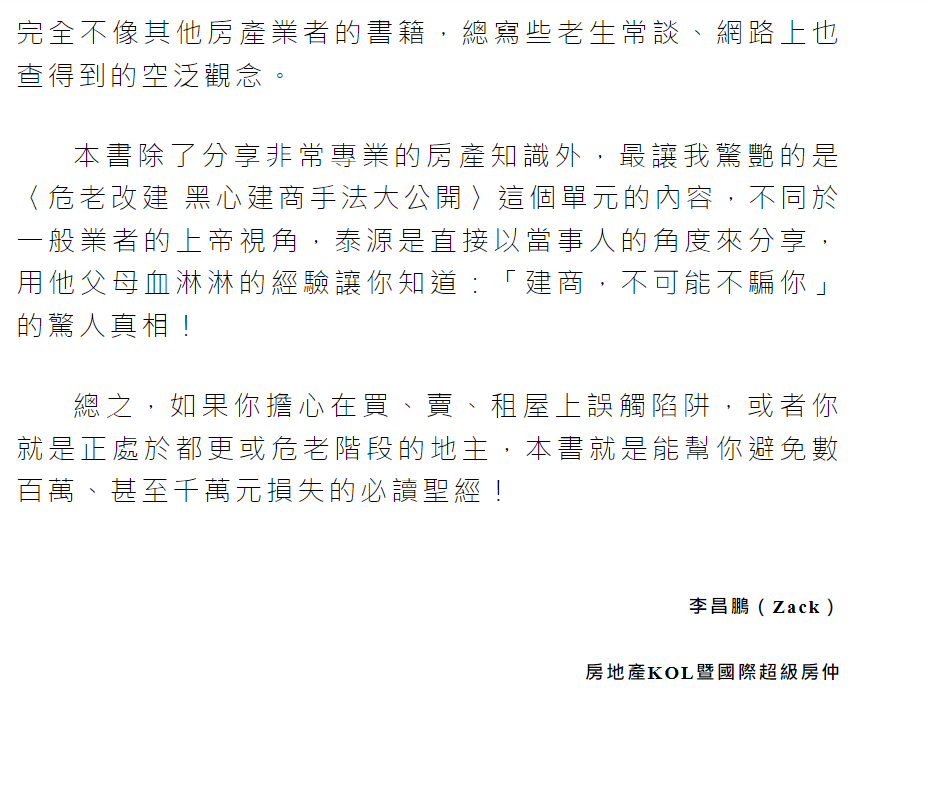 完全不像其他房產業者的書籍，總寫些老生常談、網路上也
查得到的空泛觀念。
本書除了分享非常專業的房產知識外，最讓我驚艷的是
〈危老改建 黑心建商手法大公開〉這個單元的內容，不同於
一般業者的上帝視角，泰源是直接以當事人的角度來分享，
用他父母血淋淋的經驗讓你知道：「建商，不可能不騙你」
的驚人真相！
總之，如果你擔心在買、賣、租屋上誤觸陷阱，或者你
就是正處於都更或危老階段的地主，本書就是能幫你避免數
百萬、甚至千萬元損失的必讀聖經！
李昌鵬（Zack）
房地產KOL暨國際超級房仲